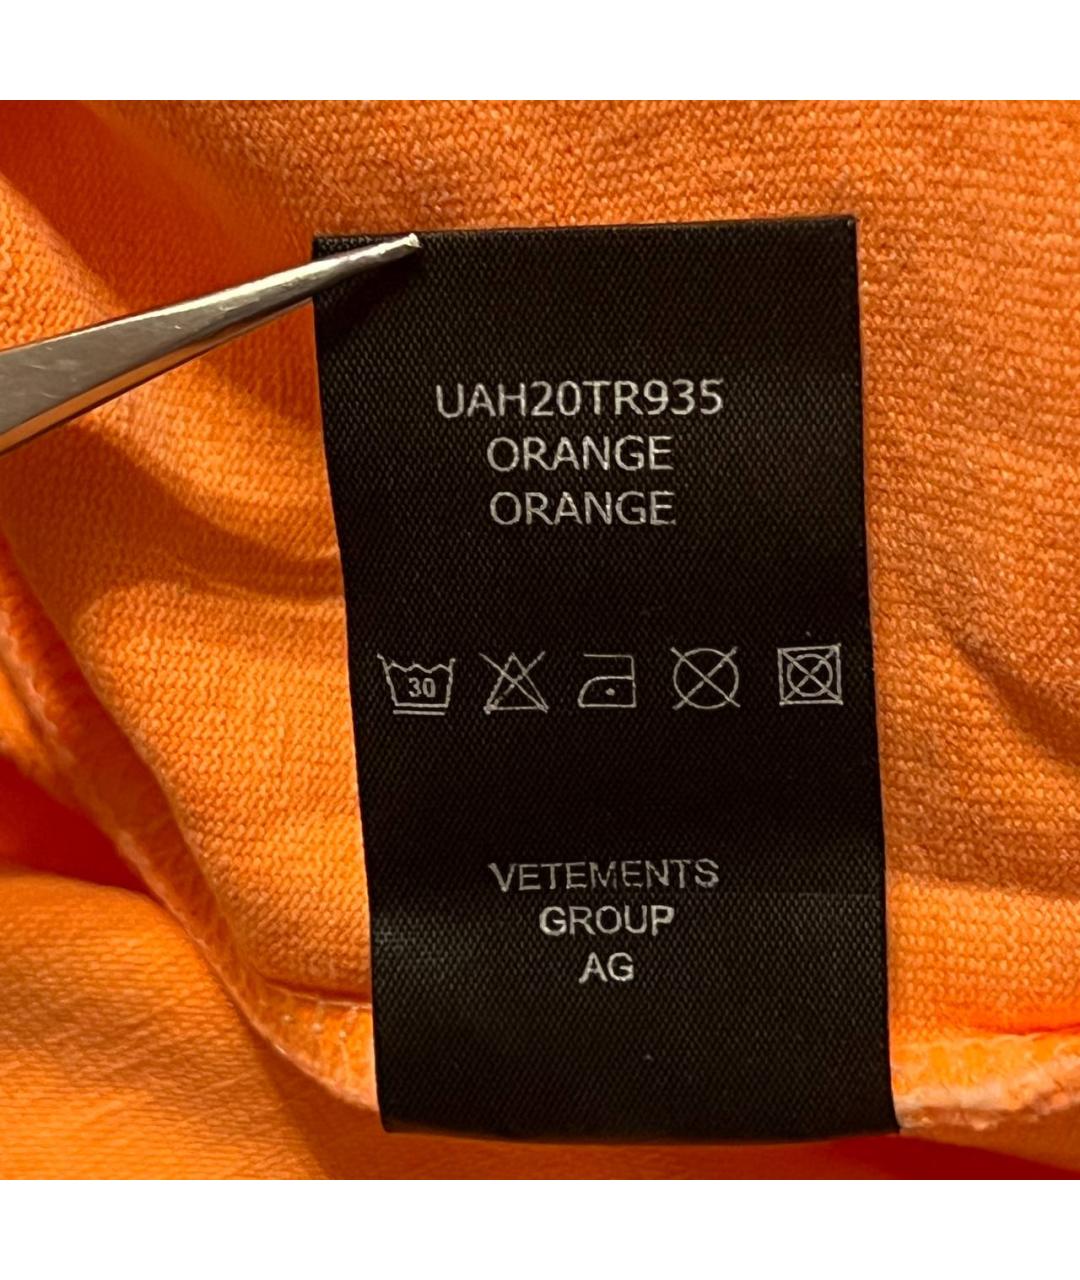 UAH20TR935
ORANGE
ORANGE
30
VETEMENTS
GROUP
AG